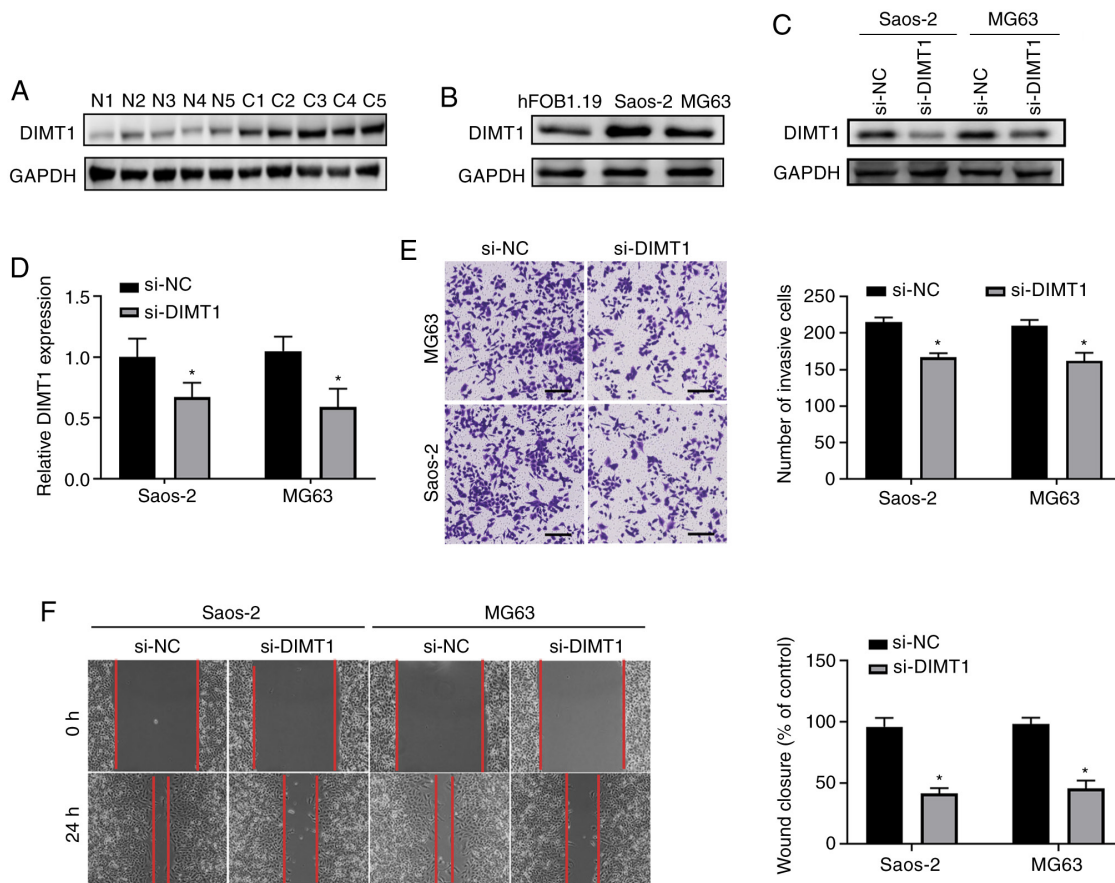 A
N1 N2 N3 N4 N5 C1 C2 C3 C4 C5
DIMT1
GAPDH
B
hFOB1.19 Saos-2 MG63
DIMT1
GAPDH
C
Saos-2 MG63
si-NC si-DIMT1 si-NC si-DIMT1
DIMT1
GAPDH
D
Relative DIMT1 expression
1.5
1.0
0.5
0.0
si-NC
si-DIMT1
* *
Saos-2 MG63
E
si-NC si-DIMT1
MG63
Saos-2
Number of invasive cells
250
200
150
100
50
0
si-NC si-DIMT1
* *
Saos-2 MG63
F
Saos-2 MG63
si-NC si-DIMT1 si-NC si-DIMT1
0 h
24 h
Wound closure (% of control)
150
100
50
0
si-NC
si-DIMT1
* *
Saos-2 MG63